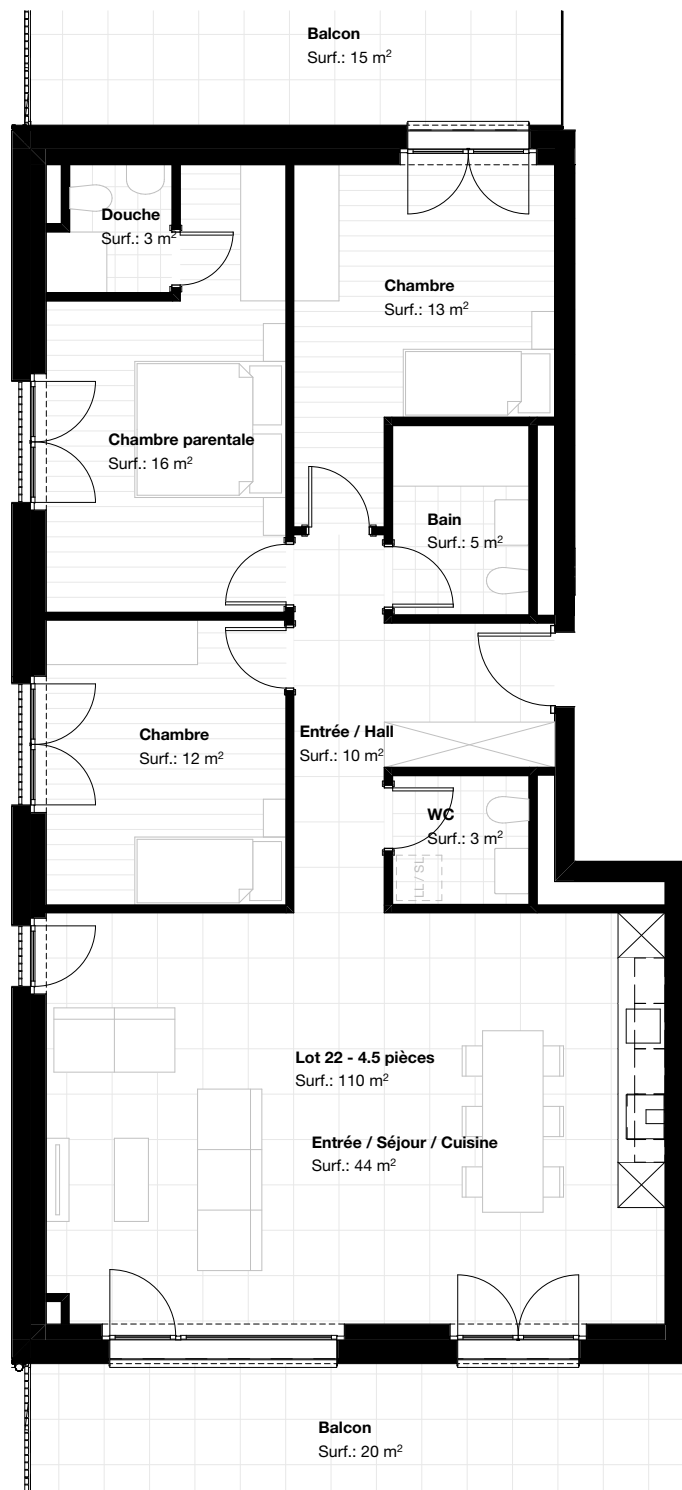 Balcon
Surf.: 15 m²
Douche
Surf.: 3 m²
Chambre
Surf.: 13 m²
Chambre parentale
Surf.: 16 m²
Bain
Surf.: 5 m²
Chambre
Surf.: 12 m²
Entrée / Hall
Surf.: 10 m²
WC
Surf.: 3 m²
LL / SL
Lot 22 - 4.5 pièces
Surf.: 110 m²
Entrée / Séjour / Cuisine
Surf.: 44 m²
Balcon
Surf.: 20 m²